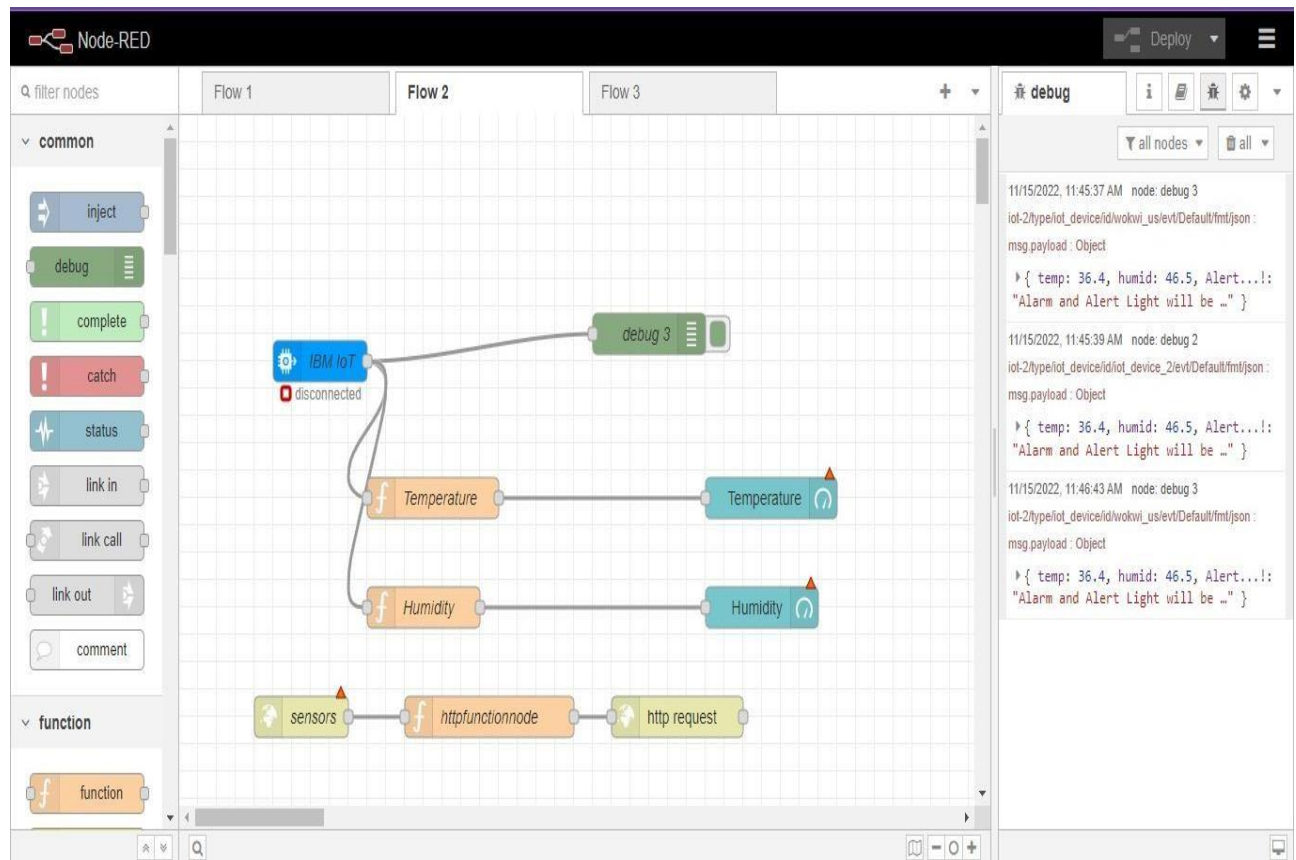 Node-RED
Deploy
filter nodes
Flow 1
Flow 2
Flow 3
debug
i
common
inject
debug
complete
catch
status
link in
link call
link out
comment
function
function
IBM IoT
disconnected
debug 3
Temperature
Temperature
Humidity
Humidity
sensors
httpfunctionnode
http request
all nodes
all
11/15/2022, 11:45:37 AM node: debug 3
iot-2/type/iot_device/id/wokwi_us/evt/Default/fmt/json :
msg.payload : Object
{ temp: 36.4, humid: 46.5, Alert...!:
"Alarm and Alert Light will be …" }
11/15/2022, 11:45:39 AM node: debug 2
iot-2/type/iot_device/id/iot_device_2/evt/Default/fmt/json :
msg.payload : Object
{ temp: 36.4, humid: 46.5, Alert...!:
"Alarm and Alert Light will be …" }
11/15/2022, 11:46:43 AM node: debug 3
iot-2/type/iot_device/id/wokwi_us/evt/Default/fmt/json :
msg.payload : Object
{ temp: 36.4, humid: 46.5, Alert...!:
"Alarm and Alert Light will be …" }